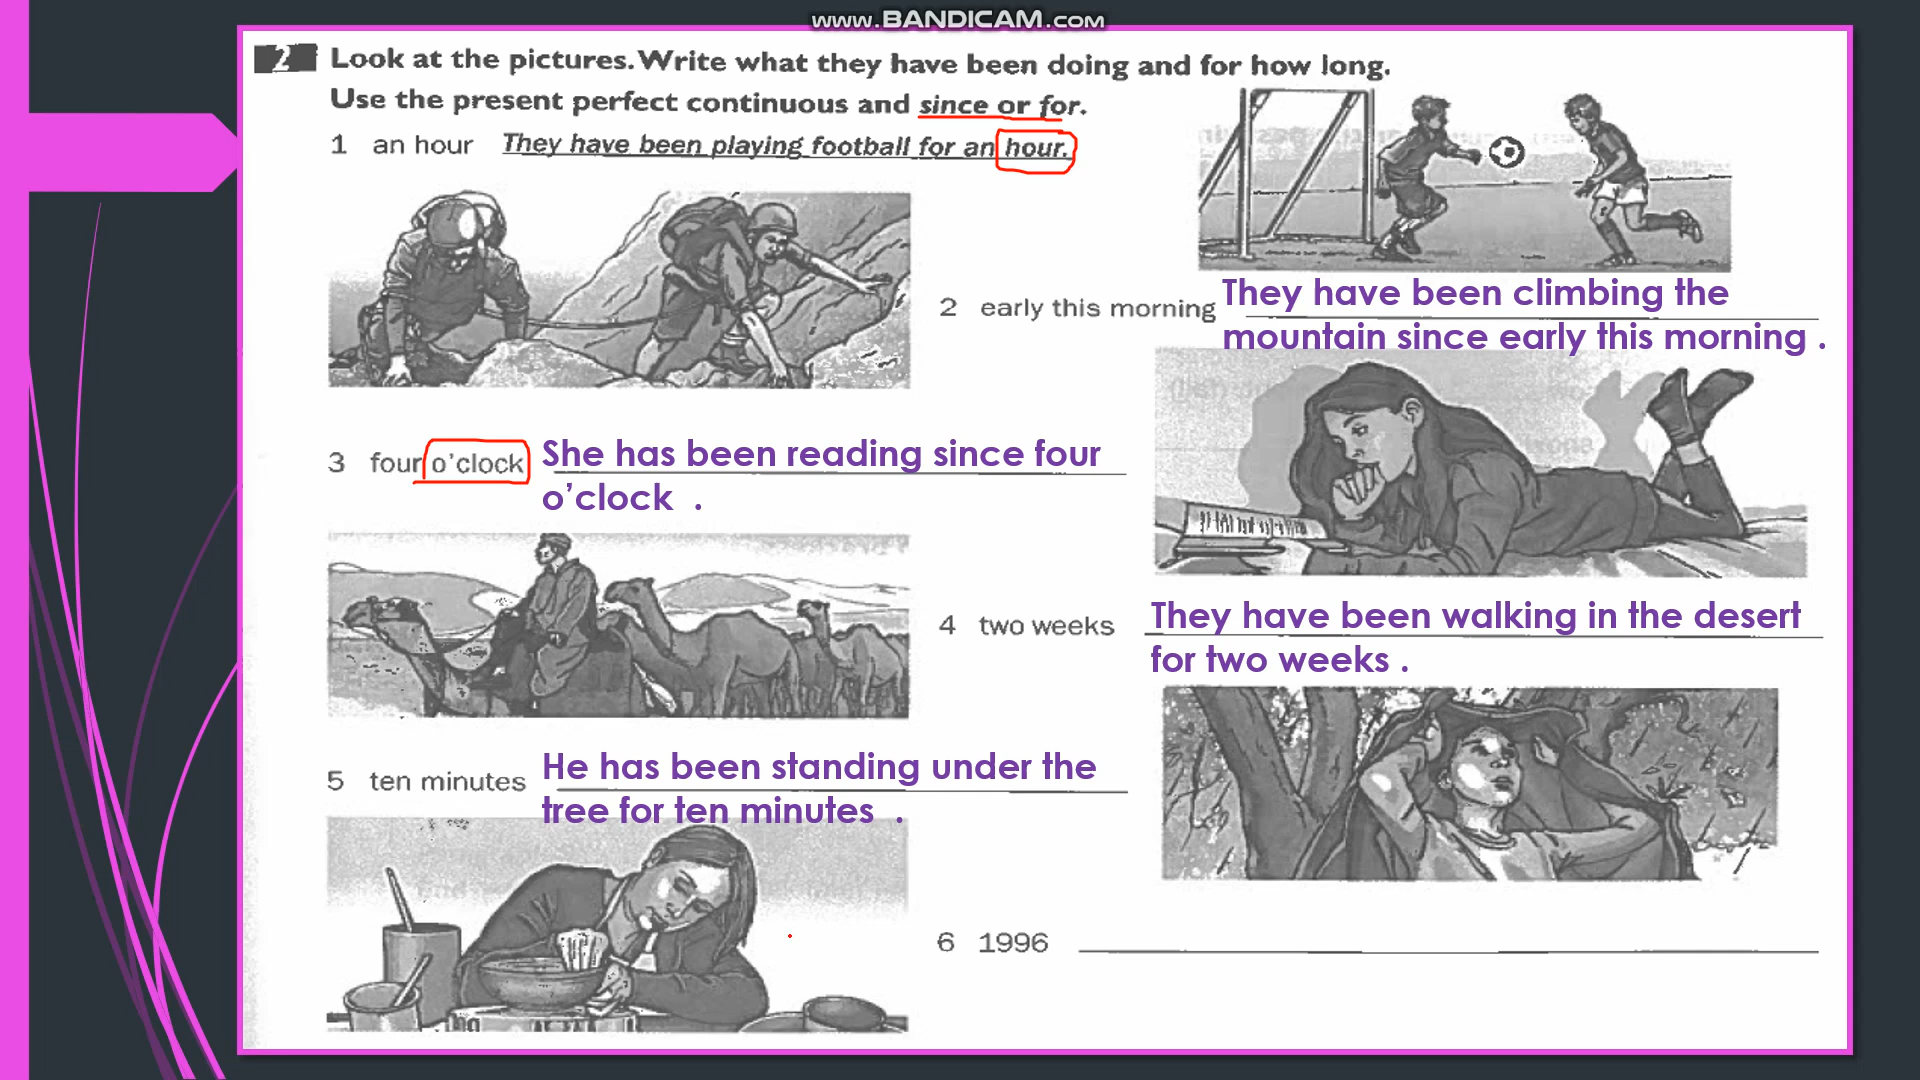 www.BANDICAM.com
2 Look at the pictures. Write what they have been doing and for how long.
Use the present perfect continuous and since or for.
1 an hour They have been playing football for an hour.
2 early this morning They have been climbing the
mountain since early this morning .
3 four o'clock She has been reading since four
o'clock .
4 two weeks They have been walking in the desert
for two weeks .
5 ten minutes He has been standing under the
tree for ten minutes .
6 1996